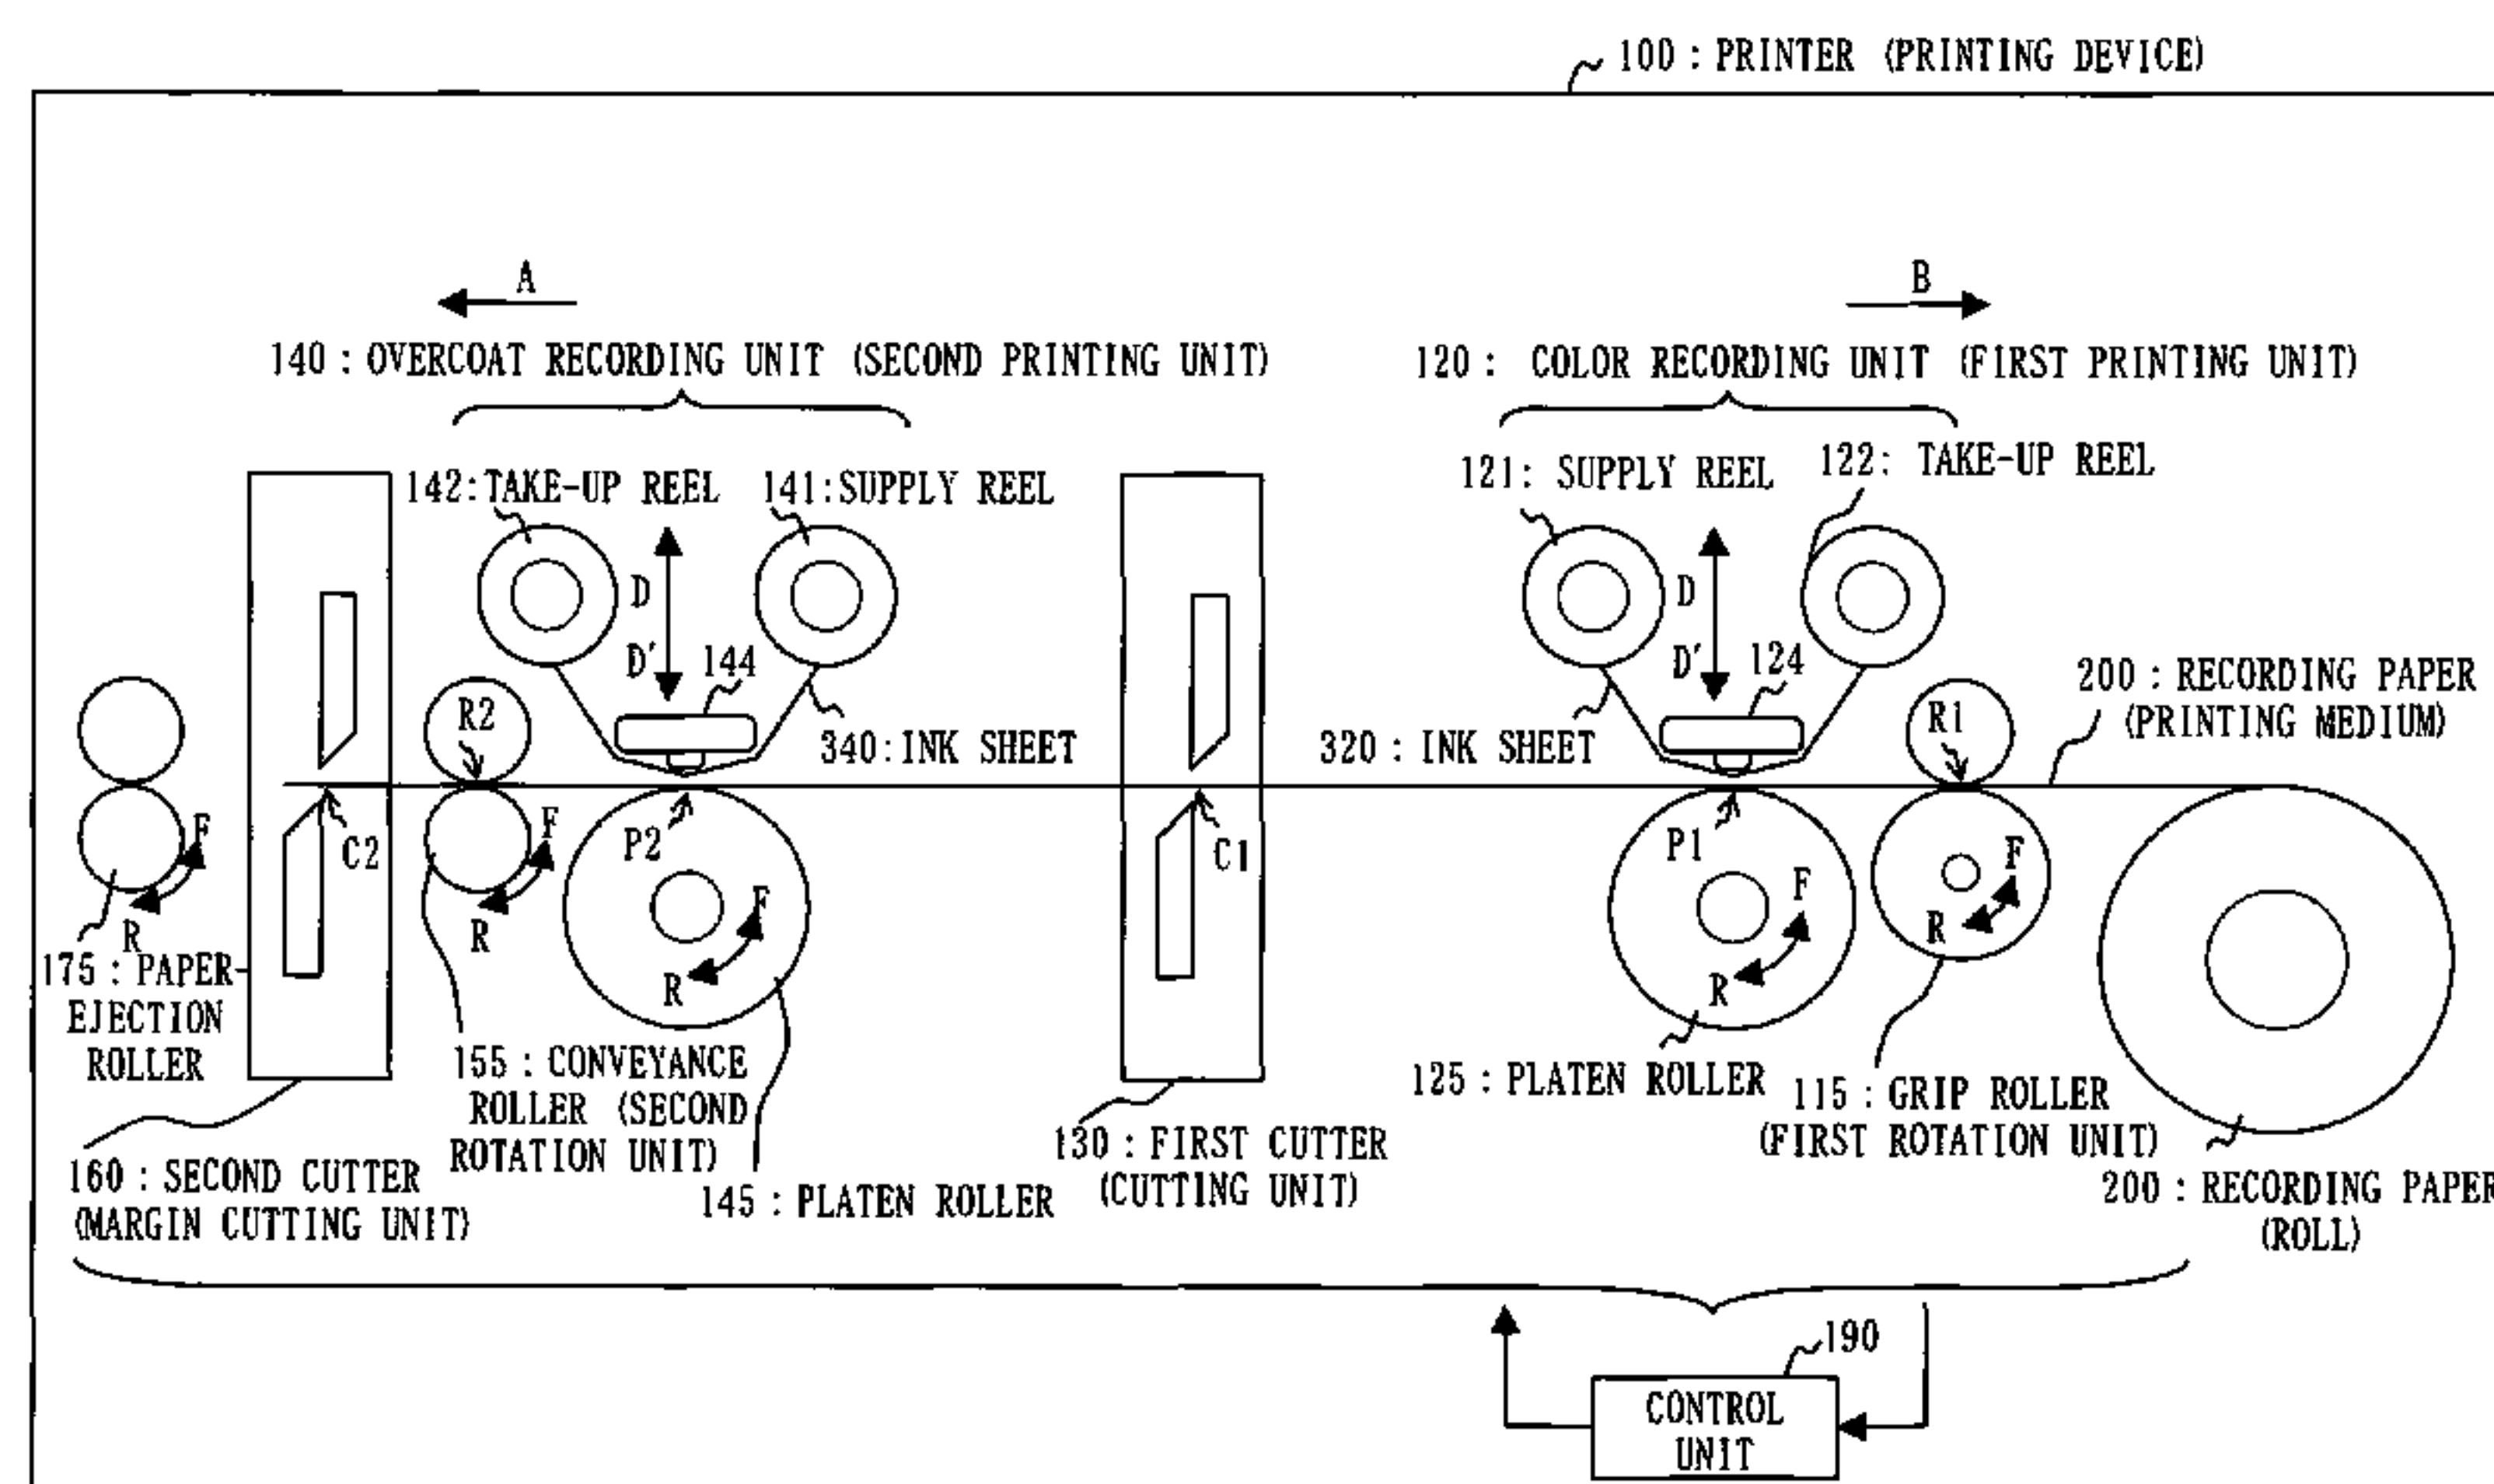 100 : PRINTER (PRINTING DEVICE)
A
B
140 : OVERCOAT RECORDING UNIT (SECOND PRINTING UNIT)
120 : COLOR RECORDING UNIT (FIRST PRINTING UNIT)
142:TAKE-UP REEL
141:SUPPLY REEL
121: SUPPLY REEL
122: TAKE-UP REEL
D
D'
144
D
D'
124
200 : RECORDING PAPER
(PRINTING MEDIUM)
R2
340:INK SHEET
320 : INK SHEET
R1
F
C2
F
P2
C1
P1
F
R
F
R
F
R
R
R
175 : PAPER
EJECTION
ROLLER
155 : CONVEYANCE
ROLLER (SECOND
ROTATION UNIT)
125 : PLATEN ROLLER
115 : GRIP ROLLER
(FIRST ROTATION UNIT)
130 : FIRST CUTTER
(CUTTING UNIT)
160 : SECOND CUTTER
(MARGIN CUTTING UNIT)
145 : PLATEN ROLLER
200 : RECORDING PAPER
(ROLL)
190
CONTROL
UNIT